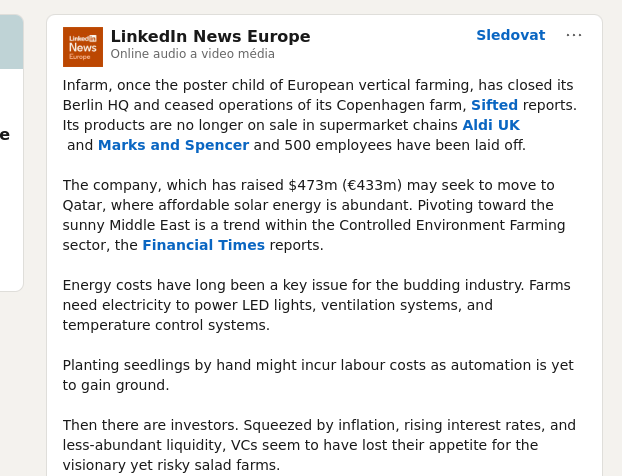 LinkedIn
News
Europe
LinkedIn News Europe
Online audio a video média
Sledovat
e
Infarm, once the poster child of European vertical farming, has closed its
Berlin HQ and ceased operations of its Copenhagen farm, Sifted reports.
Its products are no longer on sale in supermarket chains Aldi UK
and Marks and Spencer and 500 employees have been laid off.
The company, which has raised $473m (€433m) may seek to move to
Qatar, where affordable solar energy is abundant. Pivoting toward the
sunny Middle East is a trend within the Controlled Environment Farming
sector, the Financial Times reports.
Energy costs have long been a key issue for the budding industry. Farms
need electricity to power LED lights, ventilation systems, and
temperature control systems.
Planting seedlings by hand might incur labour costs as automation is yet
to gain ground.
Then there are investors. Squeezed by inflation, rising interest rates, and
less-abundant liquidity, VCs seem to have lost their appetite for the
visionary yet risky salad farms.